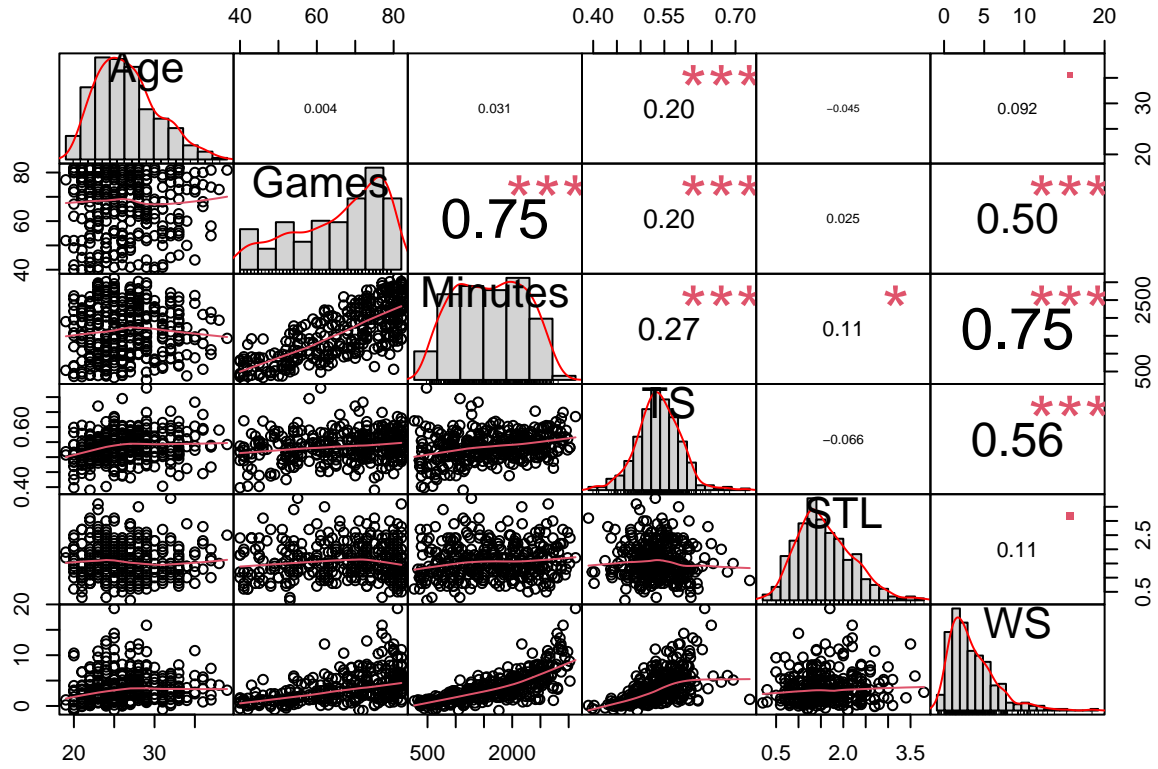 40 60 80 0.40 0.55 0.70 0 5 10 20
Age 0.004 0.031 0.20 *** −0.045 0.092
20 30
Games 0.75 *** 0.20 *** 0.025 0.50 ***
40 60 80
Minutes 0.27 *** 0.11 * 0.75 ***
500 2500
TS −0.066 0.56 ***
0.40 0.60
STL 0.11
0.5 2.5
20
WS
0 10 20
20 30 500 2000 0.5 2.0 3.5